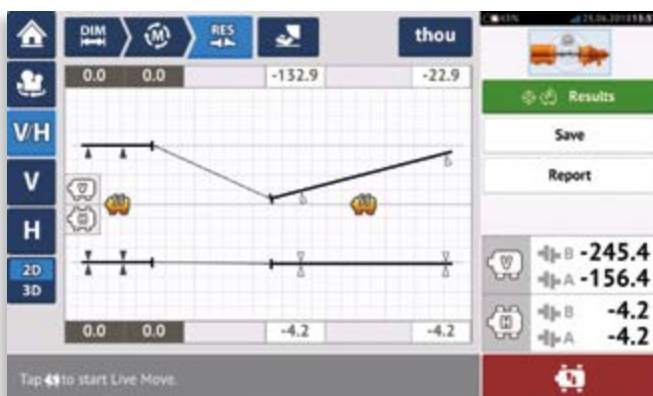 DIM
M
RES
thou
0.0 0.0 -132.9 -22.9
V/H
V
H
2D
3D
0.0 0.0 -4.2 -4.2
Tap to start Live Move.
Results
Save
Report
V
B -245.4
A -156.4
H
B -4.2
A -4.2